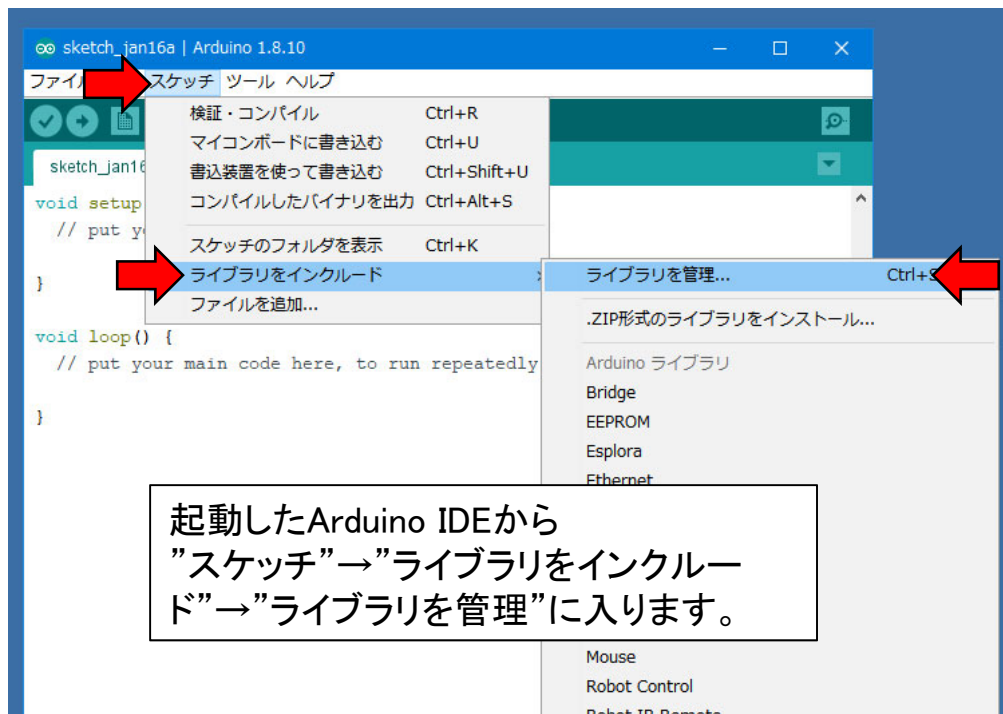 sketch_jan16a | Arduino 1.8.10
スケッチ ツール ヘルプ
検証・コンパイル Ctrl+R
マイコンボードに書き込む Ctrl+U
書込装置を使って書き込む Ctrl+Shift+U
コンパイルしたバイナリを出力 Ctrl+Alt+S
スケッチのフォルダを表示 Ctrl+K
ライブラリをインクルード
ファイルを追加...
sketch_jan16
void setup
// put
}
void loop() {
// put your main code here, to run repeatedly
}
ライブラリを管理...
.ZIP形式のライブラリをインストール...
Arduino ライブラリ
Bridge
EEPROM
Esplora
Ethernet
起動したArduino IDEから
”スケッチ”→”ライブラリをインクルー
ド”→”ライブラリを管理”に入ります。
Mouse
Robot Control
Robot IR Remote